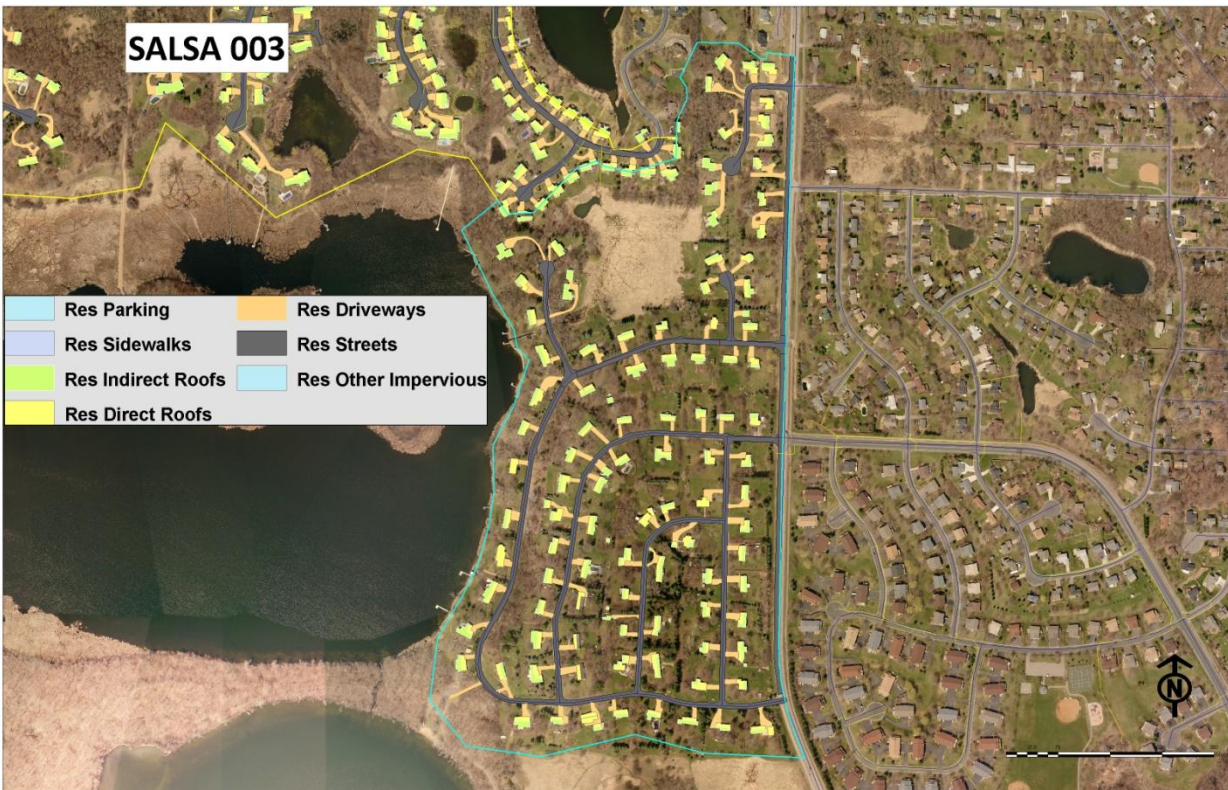 SALSA 003
Res Parking
Res Driveways
Res Sidewalks
Res Streets
Res Indirect Roofs
Res Other Impervious
Res Direct Roofs
N